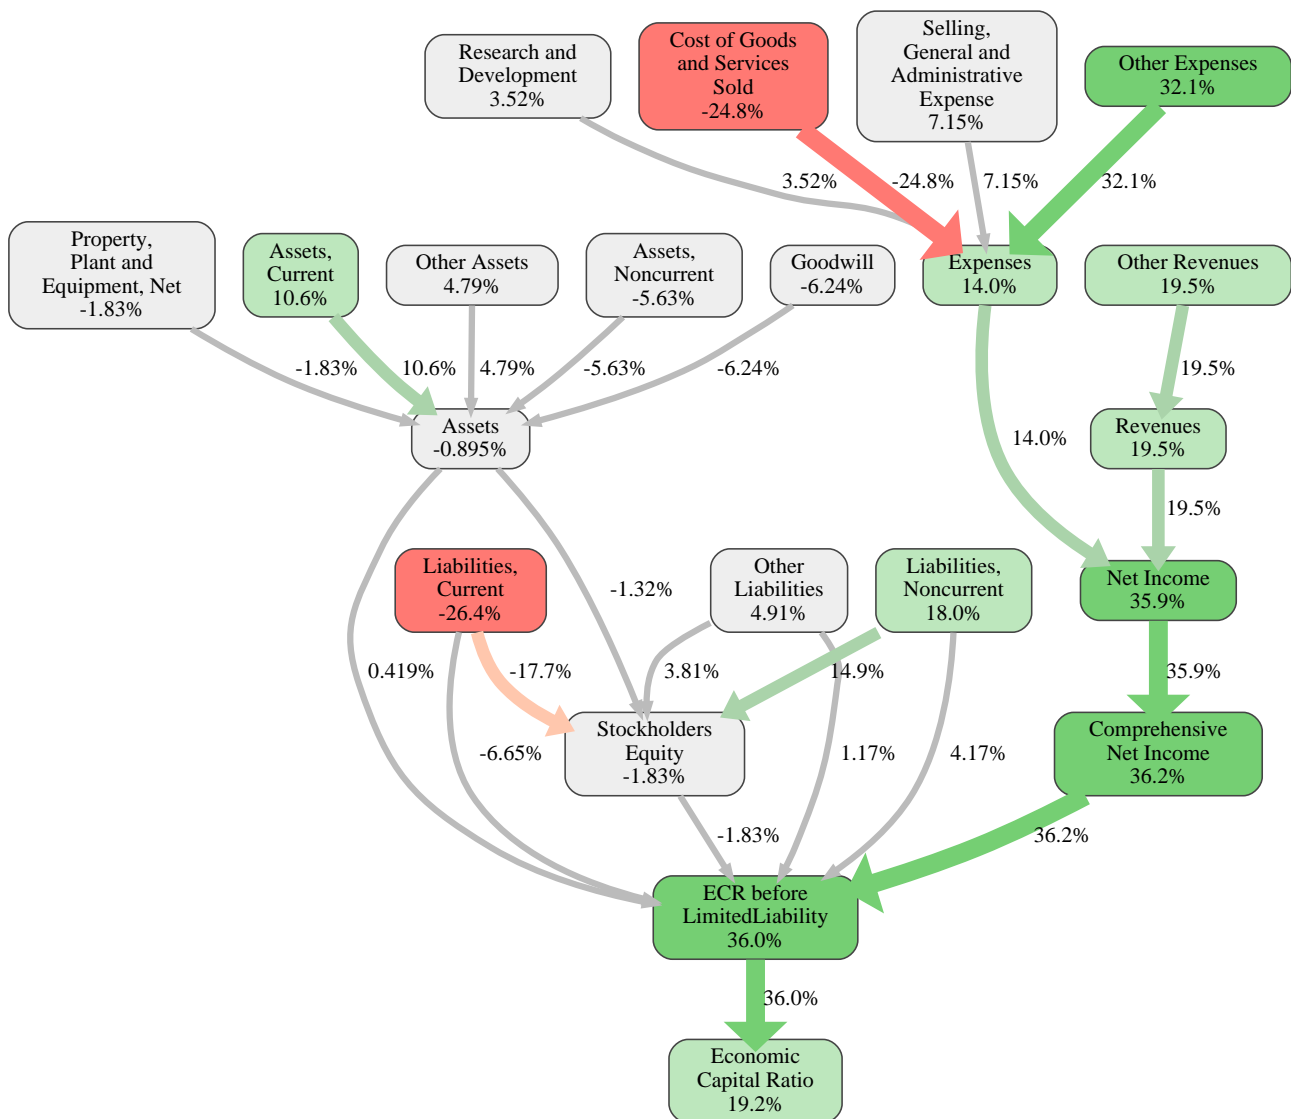 Research and
Development
3.52%
Cost of Goods
and Services
Sold
-24.8%
Selling,
General and
Administrative
Expense
7.15%
Other Expenses
32.1%
3.52%
-24.8%
7.15%
32.1%
Property,
Plant and
Equipment, Net
-1.83%
Assets,
Current
10.6%
Other Assets
4.79%
Assets,
Noncurrent
-5.63%
Goodwill
-6.24%
Expenses
14.0%
Other Revenues
19.5%
-1.83%
10.6%
4.79%
-5.63%
-6.24%
19.5%
Assets
-0.895%
14.0%
Revenues
19.5%
19.5%
Liabilities,
Current
-26.4%
-1.32%
Other
Liabilities
4.91%
Liabilities,
Noncurrent
18.0%
Net Income
35.9%
0.419%
-17.7%
3.81%
14.9%
35.9%
Stockholders
Equity
-1.83%
-6.65%
1.17%
4.17%
Comprehensive
Net Income
36.2%
-1.83%
36.2%
ECR before
LimitedLiability
36.0%
36.0%
Economic
Capital Ratio
19.2%